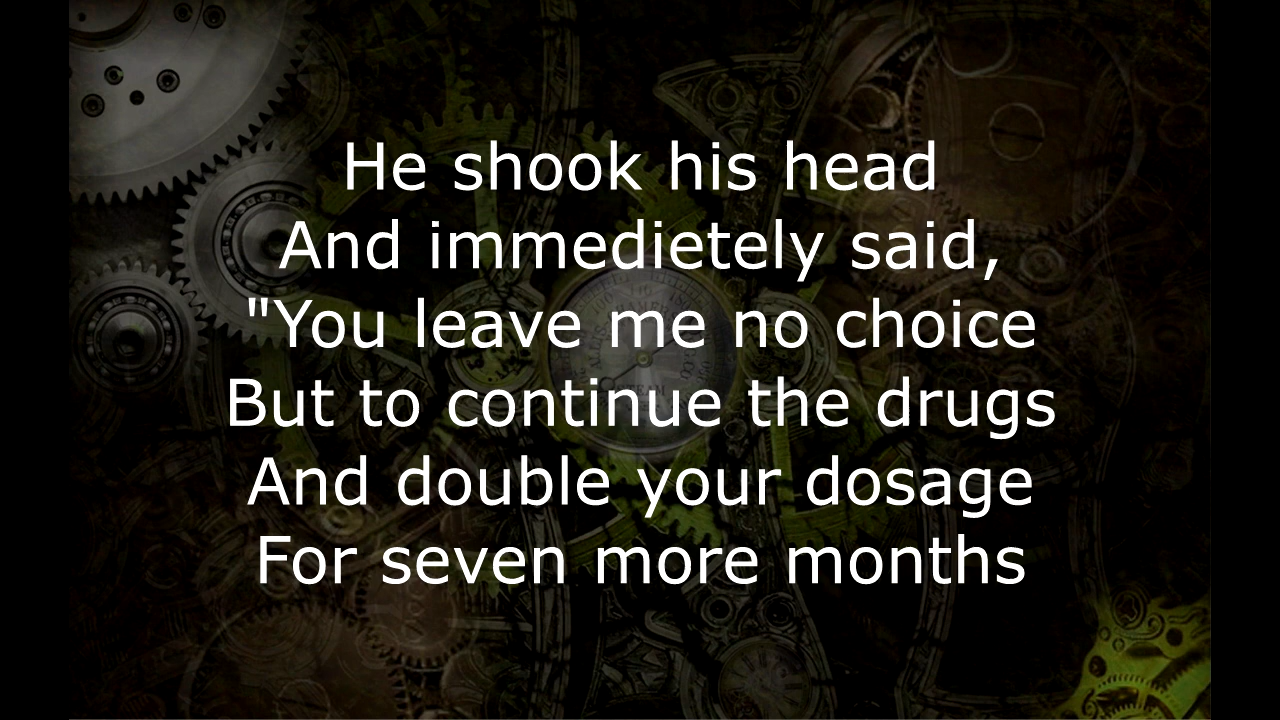 He shook his head
And immedietely said,
"You leave me no choice
But to continue the drugs
And double your dosage
For seven more months